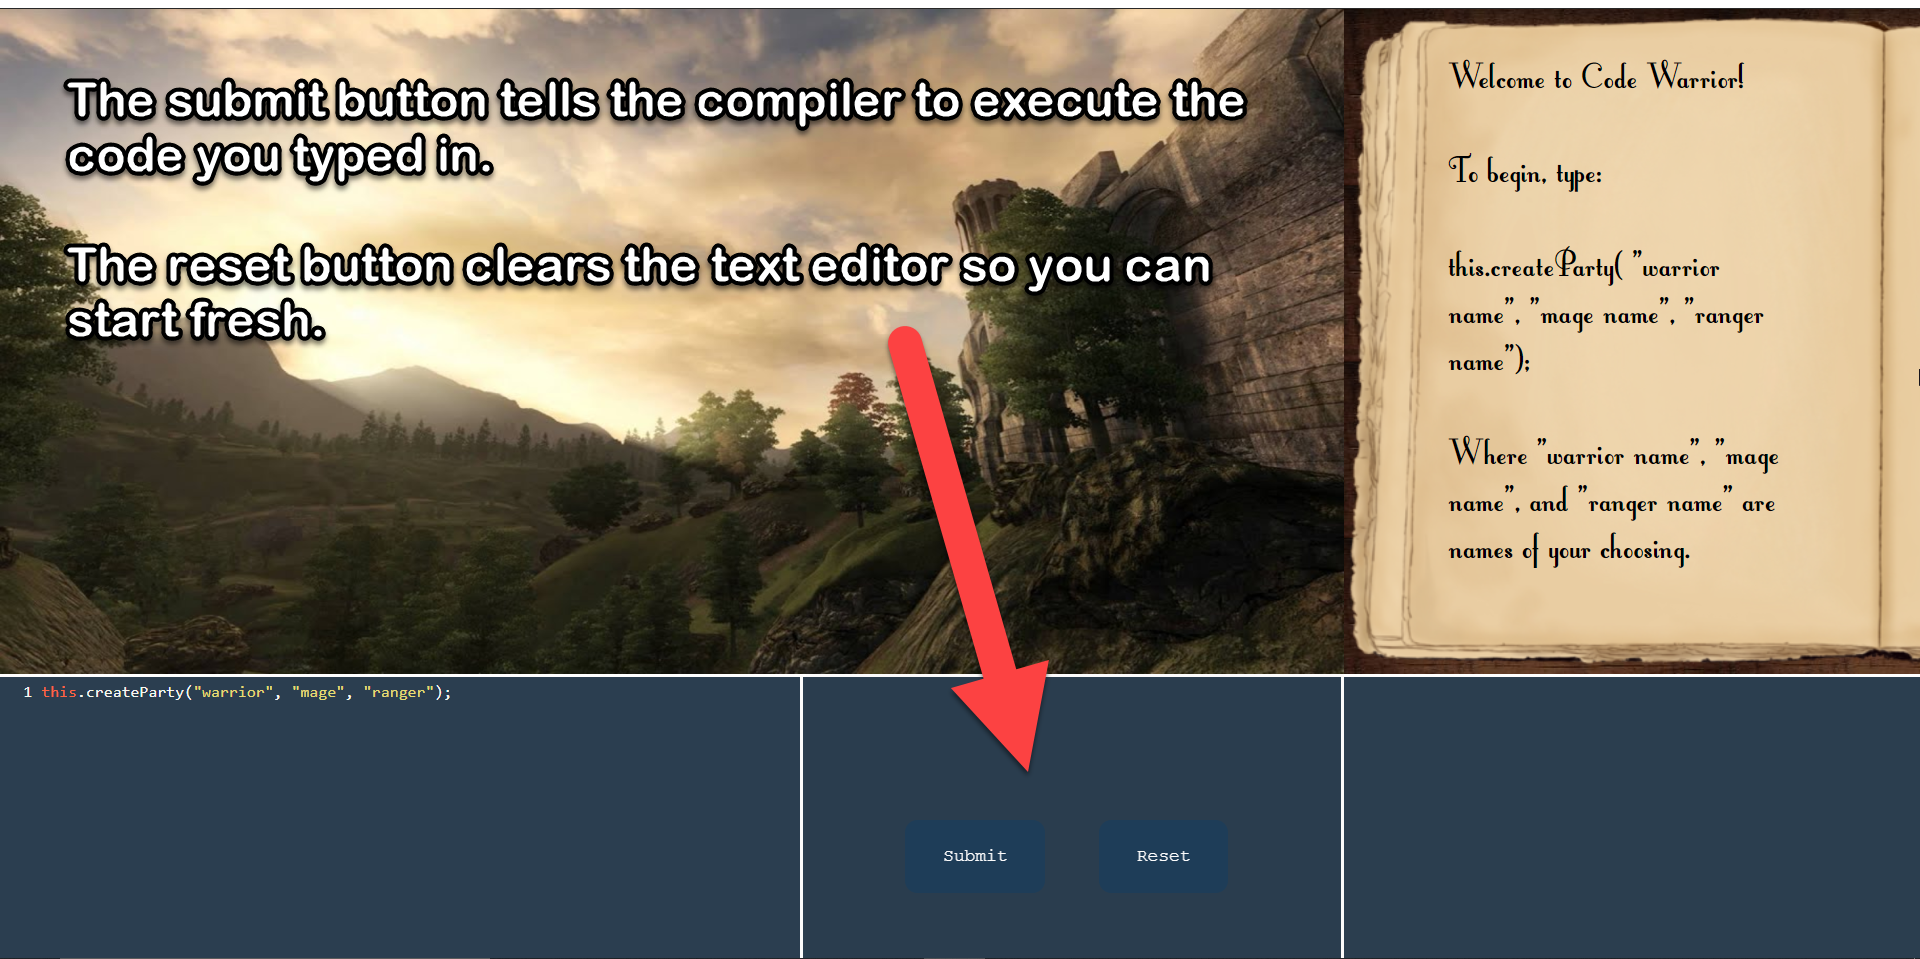 The submit button tells the compiler to execute the
code you typed in.
The reset button clears the text editor so you can
start fresh.
Welcome to Code Warrior!
To begin, type:
this.createParty( "warrior
name", "mage name", "ranger
name");
Where "warrior name", "mage
name", and "ranger name" are
names of your choosing.
1 this.createParty("warrior", "mage", "ranger");
Submit
Reset